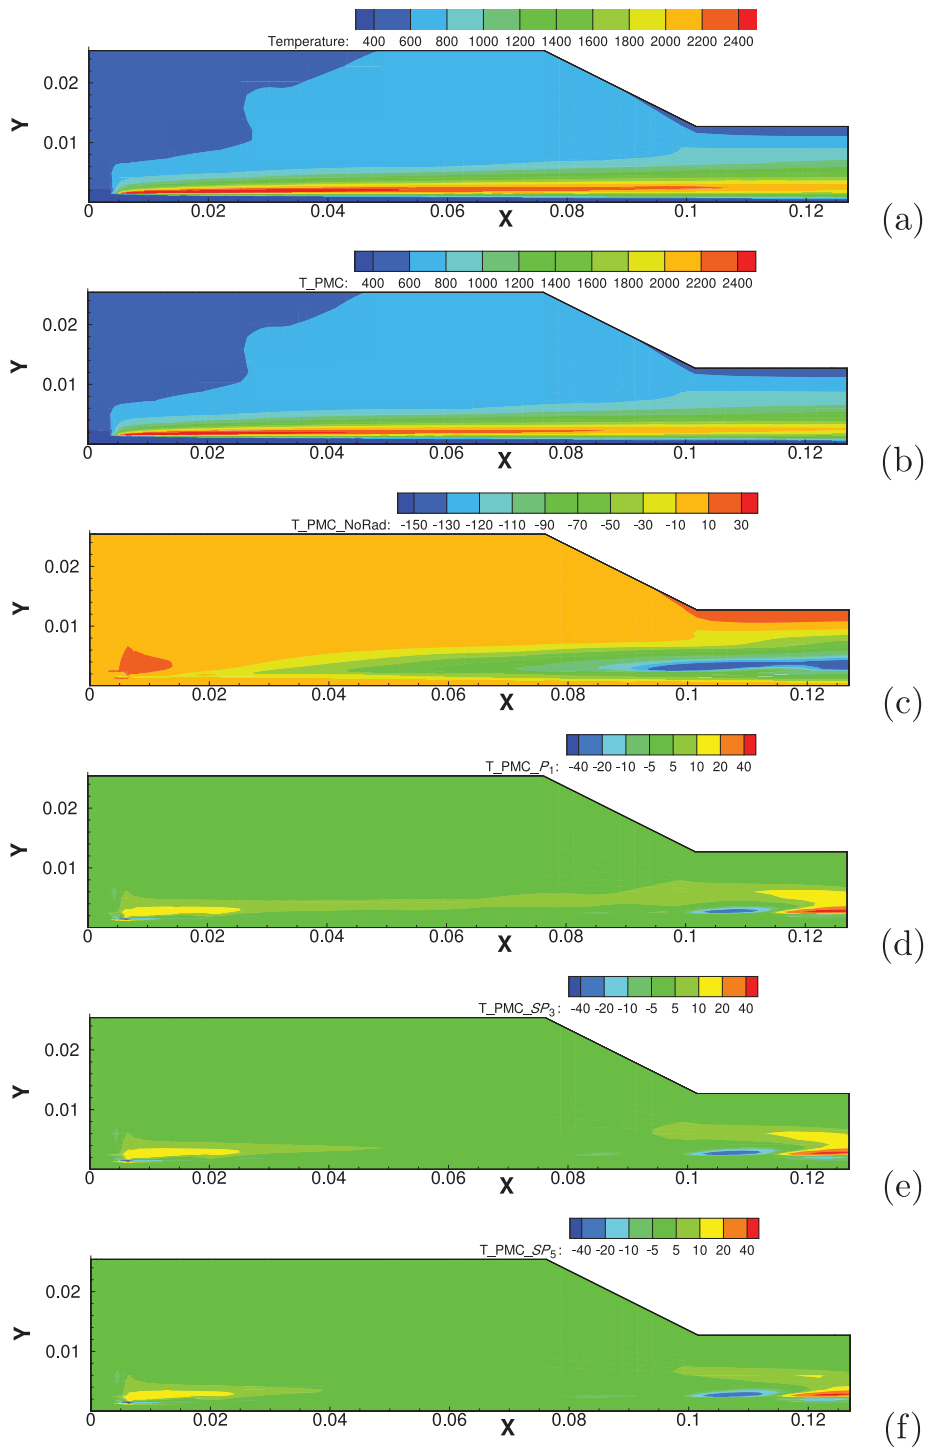 Temperature: 400 600 800 1000 1200 1400 1600 1800 2000 2200 2400
Y
0.02
0.01
0 0.02 0.04 0.06 0.08 0.1 0.12
X
(a)
T_PMC: 400 600 800 1000 1200 1400 1600 1800 2000 2200 2400
Y
0.02
0.01
0 0.02 0.04 0.06 0.08 0.1 0.12
X
(b)
T_PMC_NoRad: -150 -130 -120 -110 -90 -70 -50 -30 -10 10 30
Y
0.02
0.01
0 0.02 0.04 0.06 0.08 0.1 0.12
X
(c)
T_PMC_P1: -40 -20 -10 -5 5 10 20 40
Y
0.02
0.01
0 0.02 0.04 0.06 0.08 0.1 0.12
X
(d)
T_PMC_SP3: -40 -20 -10 -5 5 10 20 40
Y
0.02
0.01
0 0.02 0.04 0.06 0.08 0.1 0.12
X
(e)
T_PMC_SP5: -40 -20 -10 -5 5 10 20 40
Y
0.02
0.01
0 0.02 0.04 0.06 0.08 0.1 0.12
X
(f)